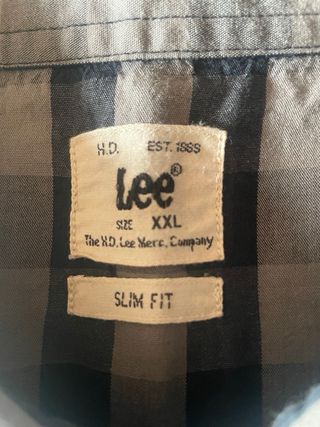 H.D. EST. 1889
Lee®
SIZE XXL
The H.D. Lee Merc. Company
SLIM FIT